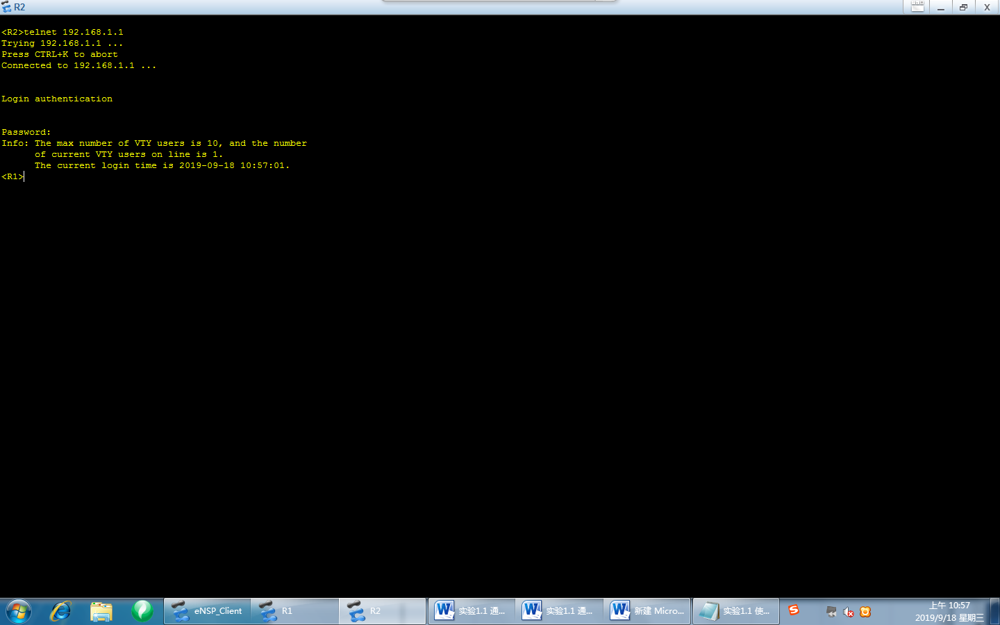 R2
<R2>telnet 192.168.1.1
Trying 192.168.1.1 ...
Press CTRL+K to abort
Connected to 192.168.1.1 ...
Login authentication
Password:
Info: The max number of VTY users is 10, and the number
of current VTY users on line is 1.
The current login time is 2019-09-18 10:57:01.
<R1>
eNSP_Client
R1
R2
实验1.1 通...
实验1.1 通...
新建 Micro...
实验1.1 使...
上午 10:57
2019/9/18 星期三